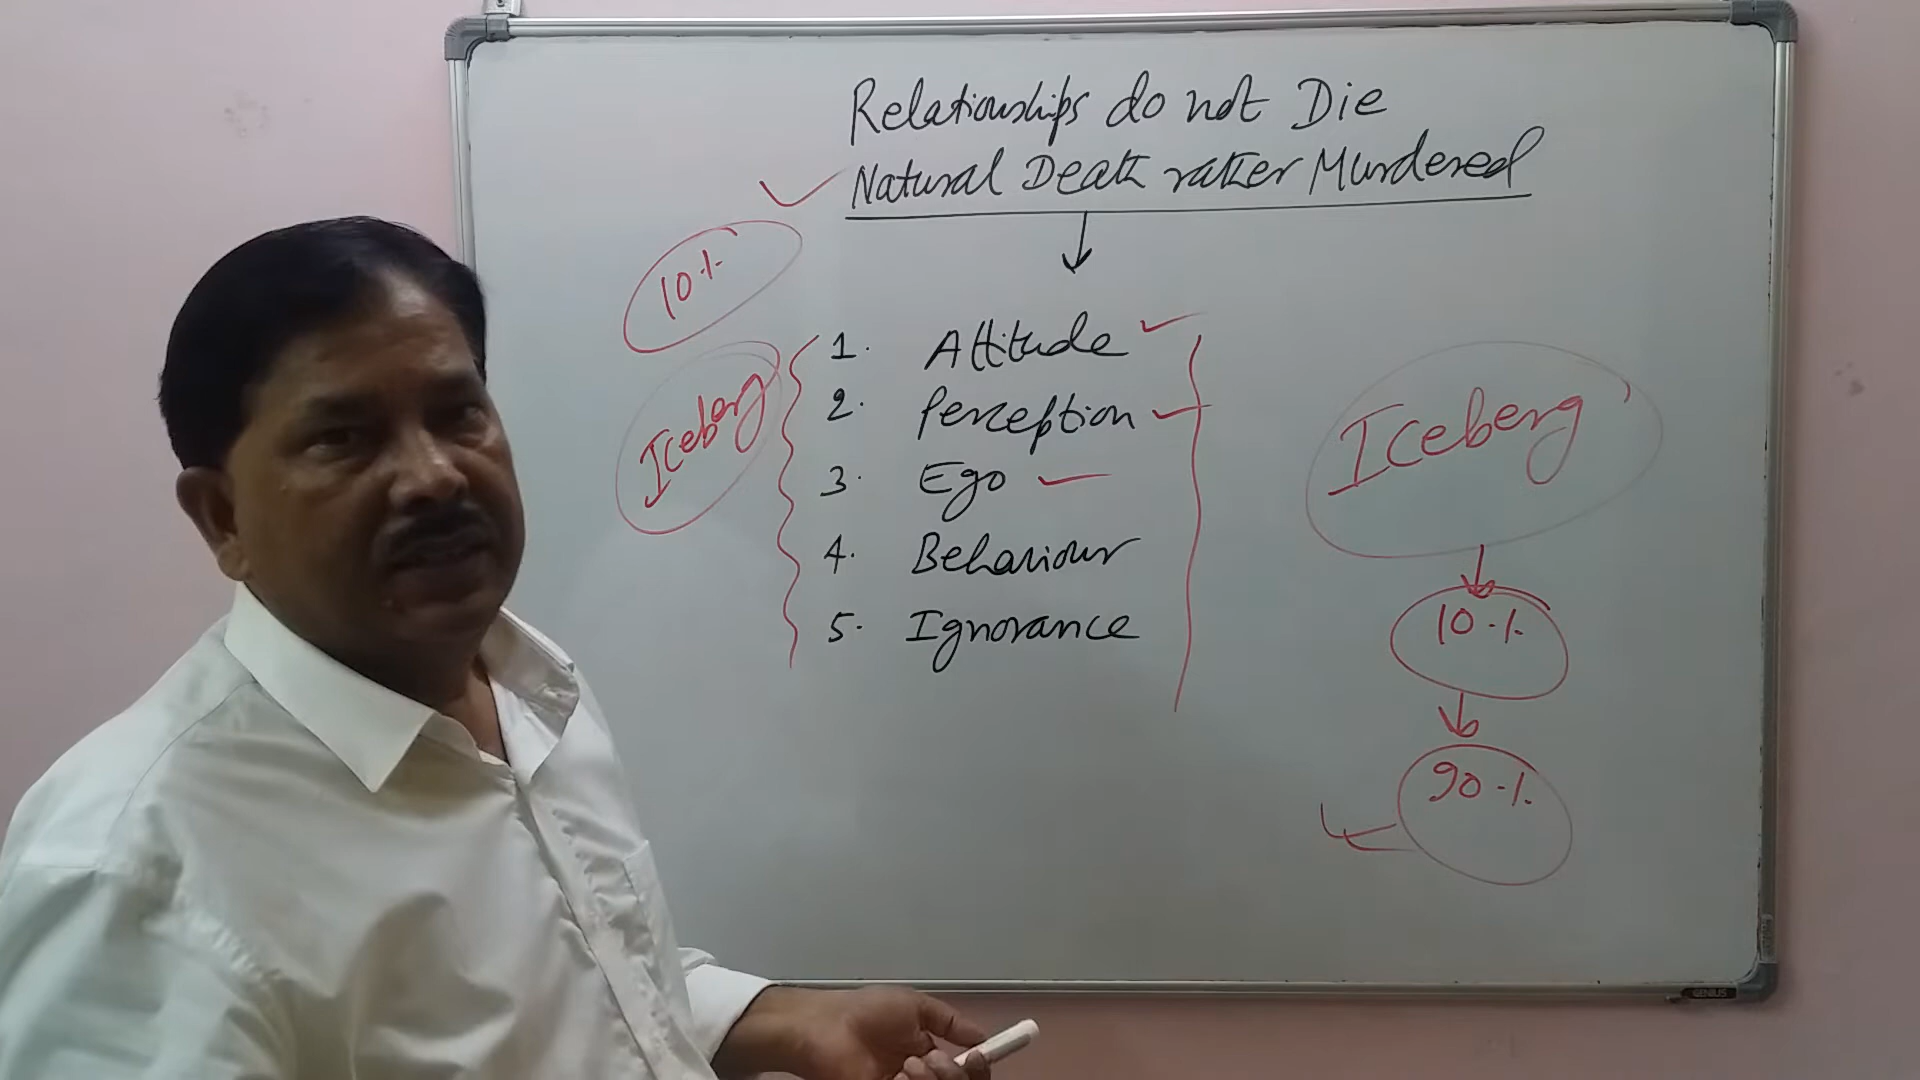 Relationships do not Die
Natural Death rather Murdered
10%
Iceberg
1. Attitude
2. Perception
3. Ego
4. Behaviour
5. Ignorance
Iceberg
10%
90%
GENIUS